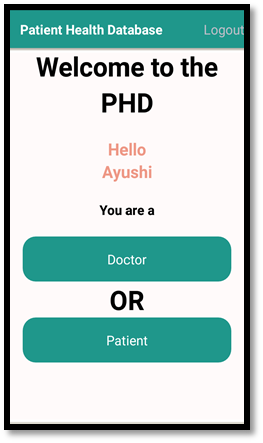 Patient Health Database Logout
Welcome to the
PHD
Hello
Ayushi
You are a
Doctor
OR
Patient